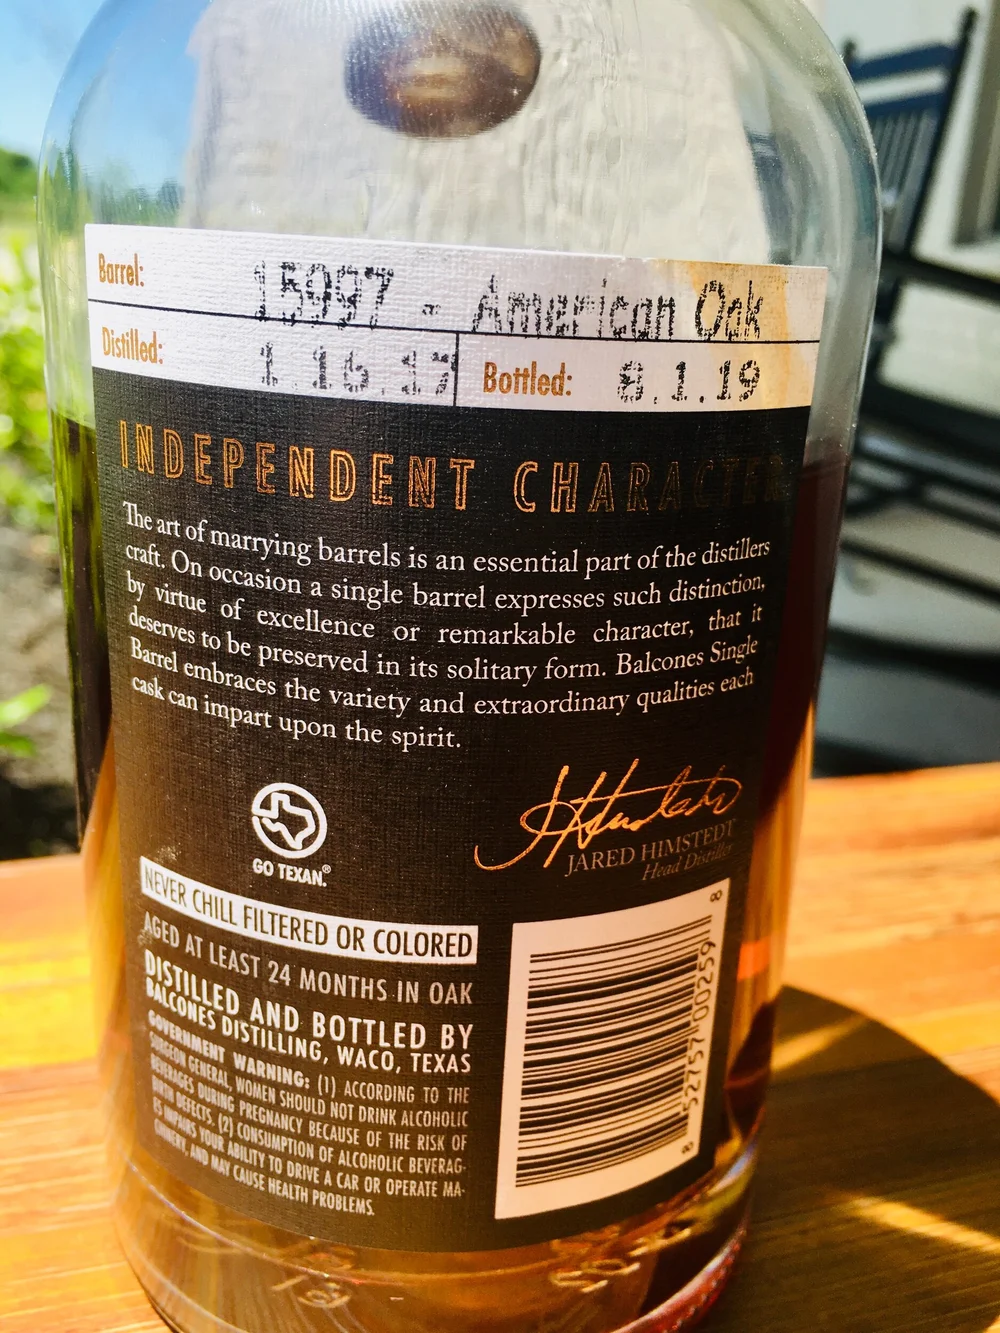 Barrel: 15997 - American Oak
Distilled: 1.16.17 Bottled: 8.1.19
INDEPENDENT CHARACTER
The art of marrying barrels is an essential part of the distillers
craft. On occasion a single barrel expresses such distinction,
by virtue of excellence or remarkable character, that it
deserves to be preserved in its solitary form. Balcones Single
Barrel embraces the variety and extraordinary qualities each
cask can impart upon the spirit.
GO TEXAN.®
JHimstedt
JARED HIMSTEDT
Head Distiller
NEVER CHILL FILTERED OR COLORED
AGED AT LEAST 24 MONTHS IN OAK
DISTILLED AND BOTTLED BY
BALCONES DISTILLING, WACO, TEXAS
GOVERNMENT WARNING: (1) ACCORDING TO THE
SURGEON GENERAL, WOMEN SHOULD NOT DRINK ALCOHOLIC
BEVERAGES DURING PREGNANCY BECAUSE OF THE RISK OF
BIRTH DEFECTS. (2) CONSUMPTION OF ALCOHOLIC BEVERAG-
ES IMPAIRS YOUR ABILITY TO DRIVE A CAR OR OPERATE MA-
CHINERY, AND MAY CAUSE HEALTH PROBLEMS.
8 52757 00259 8